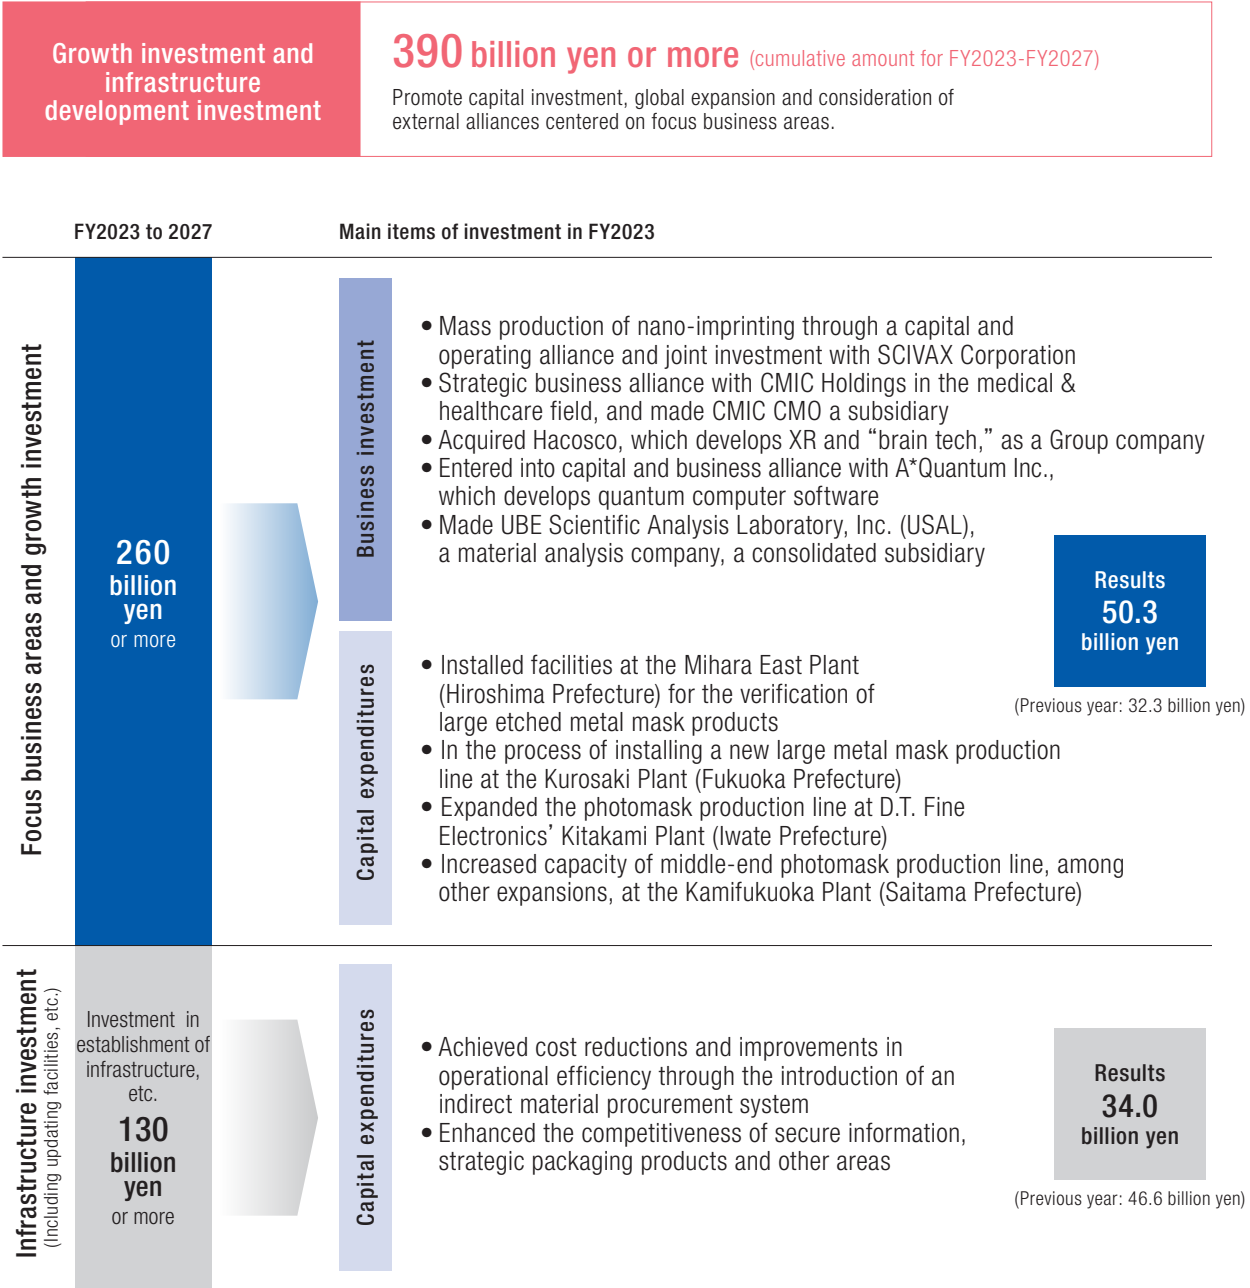 Growth investment and
infrastructure
development investment
390 billion yen or more (cumulative amount for FY2023-FY2027)
Promote capital investment, global expansion and consideration of
external alliances centered on focus business areas.
FY2023 to 2027
Main items of investment in FY2023
Focus business areas and growth investment
260
billion
yen
or more
Business investment
• Mass production of nano-imprinting through a capital and
operating alliance and joint investment with SCIVAX Corporation
• Strategic business alliance with CMIC Holdings in the medical &
healthcare field, and made CMIC CMO a subsidiary
• Acquired Hacosco, which develops XR and “brain tech,” as a Group company
• Entered into capital and business alliance with A*Quantum Inc.,
which develops quantum computer software
• Made UBE Scientific Analysis Laboratory, Inc. (USAL),
a material analysis company, a consolidated subsidiary
Capital expenditures
• Installed facilities at the Mihara East Plant
(Hiroshima Prefecture) for the verification of
large etched metal mask products
• In the process of installing a new large metal mask production
line at the Kurosaki Plant (Fukuoka Prefecture)
• Expanded the photomask production line at D.T. Fine
Electronics’ Kitakami Plant (Iwate Prefecture)
• Increased capacity of middle-end photomask production line, among
other expansions, at the Kamifukuoka Plant (Saitama Prefecture)
Results
50.3
billion yen
(Previous year: 32.3 billion yen)
Infrastructure investment
(Including updating facilities, etc.)
Investment in
establishment of
infrastructure,
etc.
130
billion
yen
or more
Capital expenditures
• Achieved cost reductions and improvements in
operational efficiency through the introduction of an
indirect material procurement system
• Enhanced the competitiveness of secure information,
strategic packaging products and other areas
Results
34.0
billion yen
(Previous year: 46.6 billion yen)